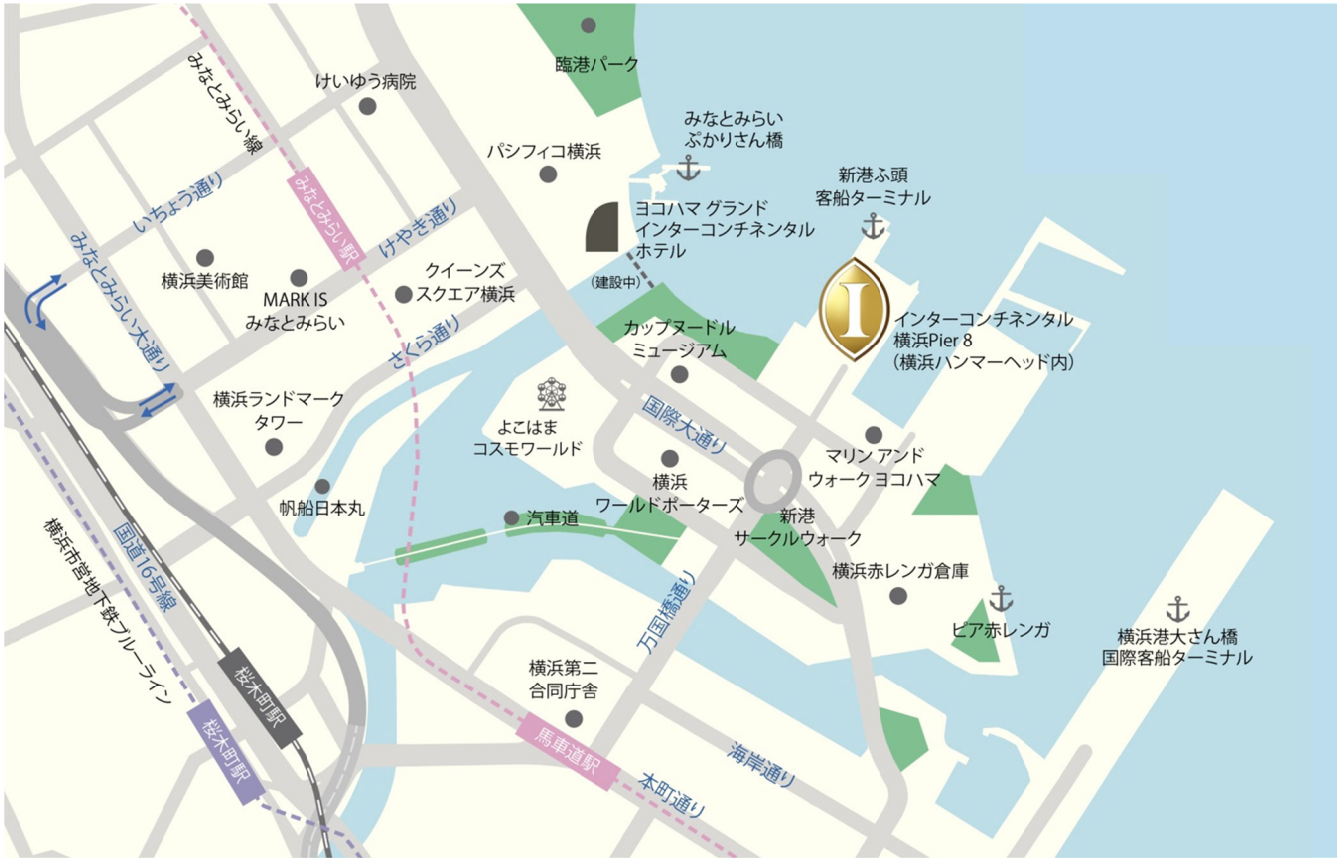 臨港パーク
けいゆう病院
みなとみらい線
みなとみらい
ぷかりさん橋
パシフィコ横浜
新港ふ頭
客船ターミナル
いちょう通り
みなとみらい駅
けやき通り
ヨコハマ グランド
インターコンチネンタル
ホテル
(建設中)
みなとみらい大通り
横浜美術館
MARK IS
みなとみらい
クイーンズ
スクエア横浜
さくら通り
カップヌードル
ミュージアム
I
インターコンチネンタル
横浜Pier 8
(横浜ハンマーヘッド内)
横浜ランドマーク
タワー
よこはま
コスモワールド
国際大通り
マリン アンド
ウォーク ヨコハマ
横浜
ワールドポーターズ
帆船日本丸
汽車道
新港
サークルウォーク
国道16号線
横浜市営地下鉄ブルーライン
横浜赤レンガ倉庫
万国橋通り
ピア赤レンガ
横浜港大さん橋
国際客船ターミナル
桜木町駅
桜木町駅
横浜第二
合同庁舎
馬車道駅
海岸通り
本町通り